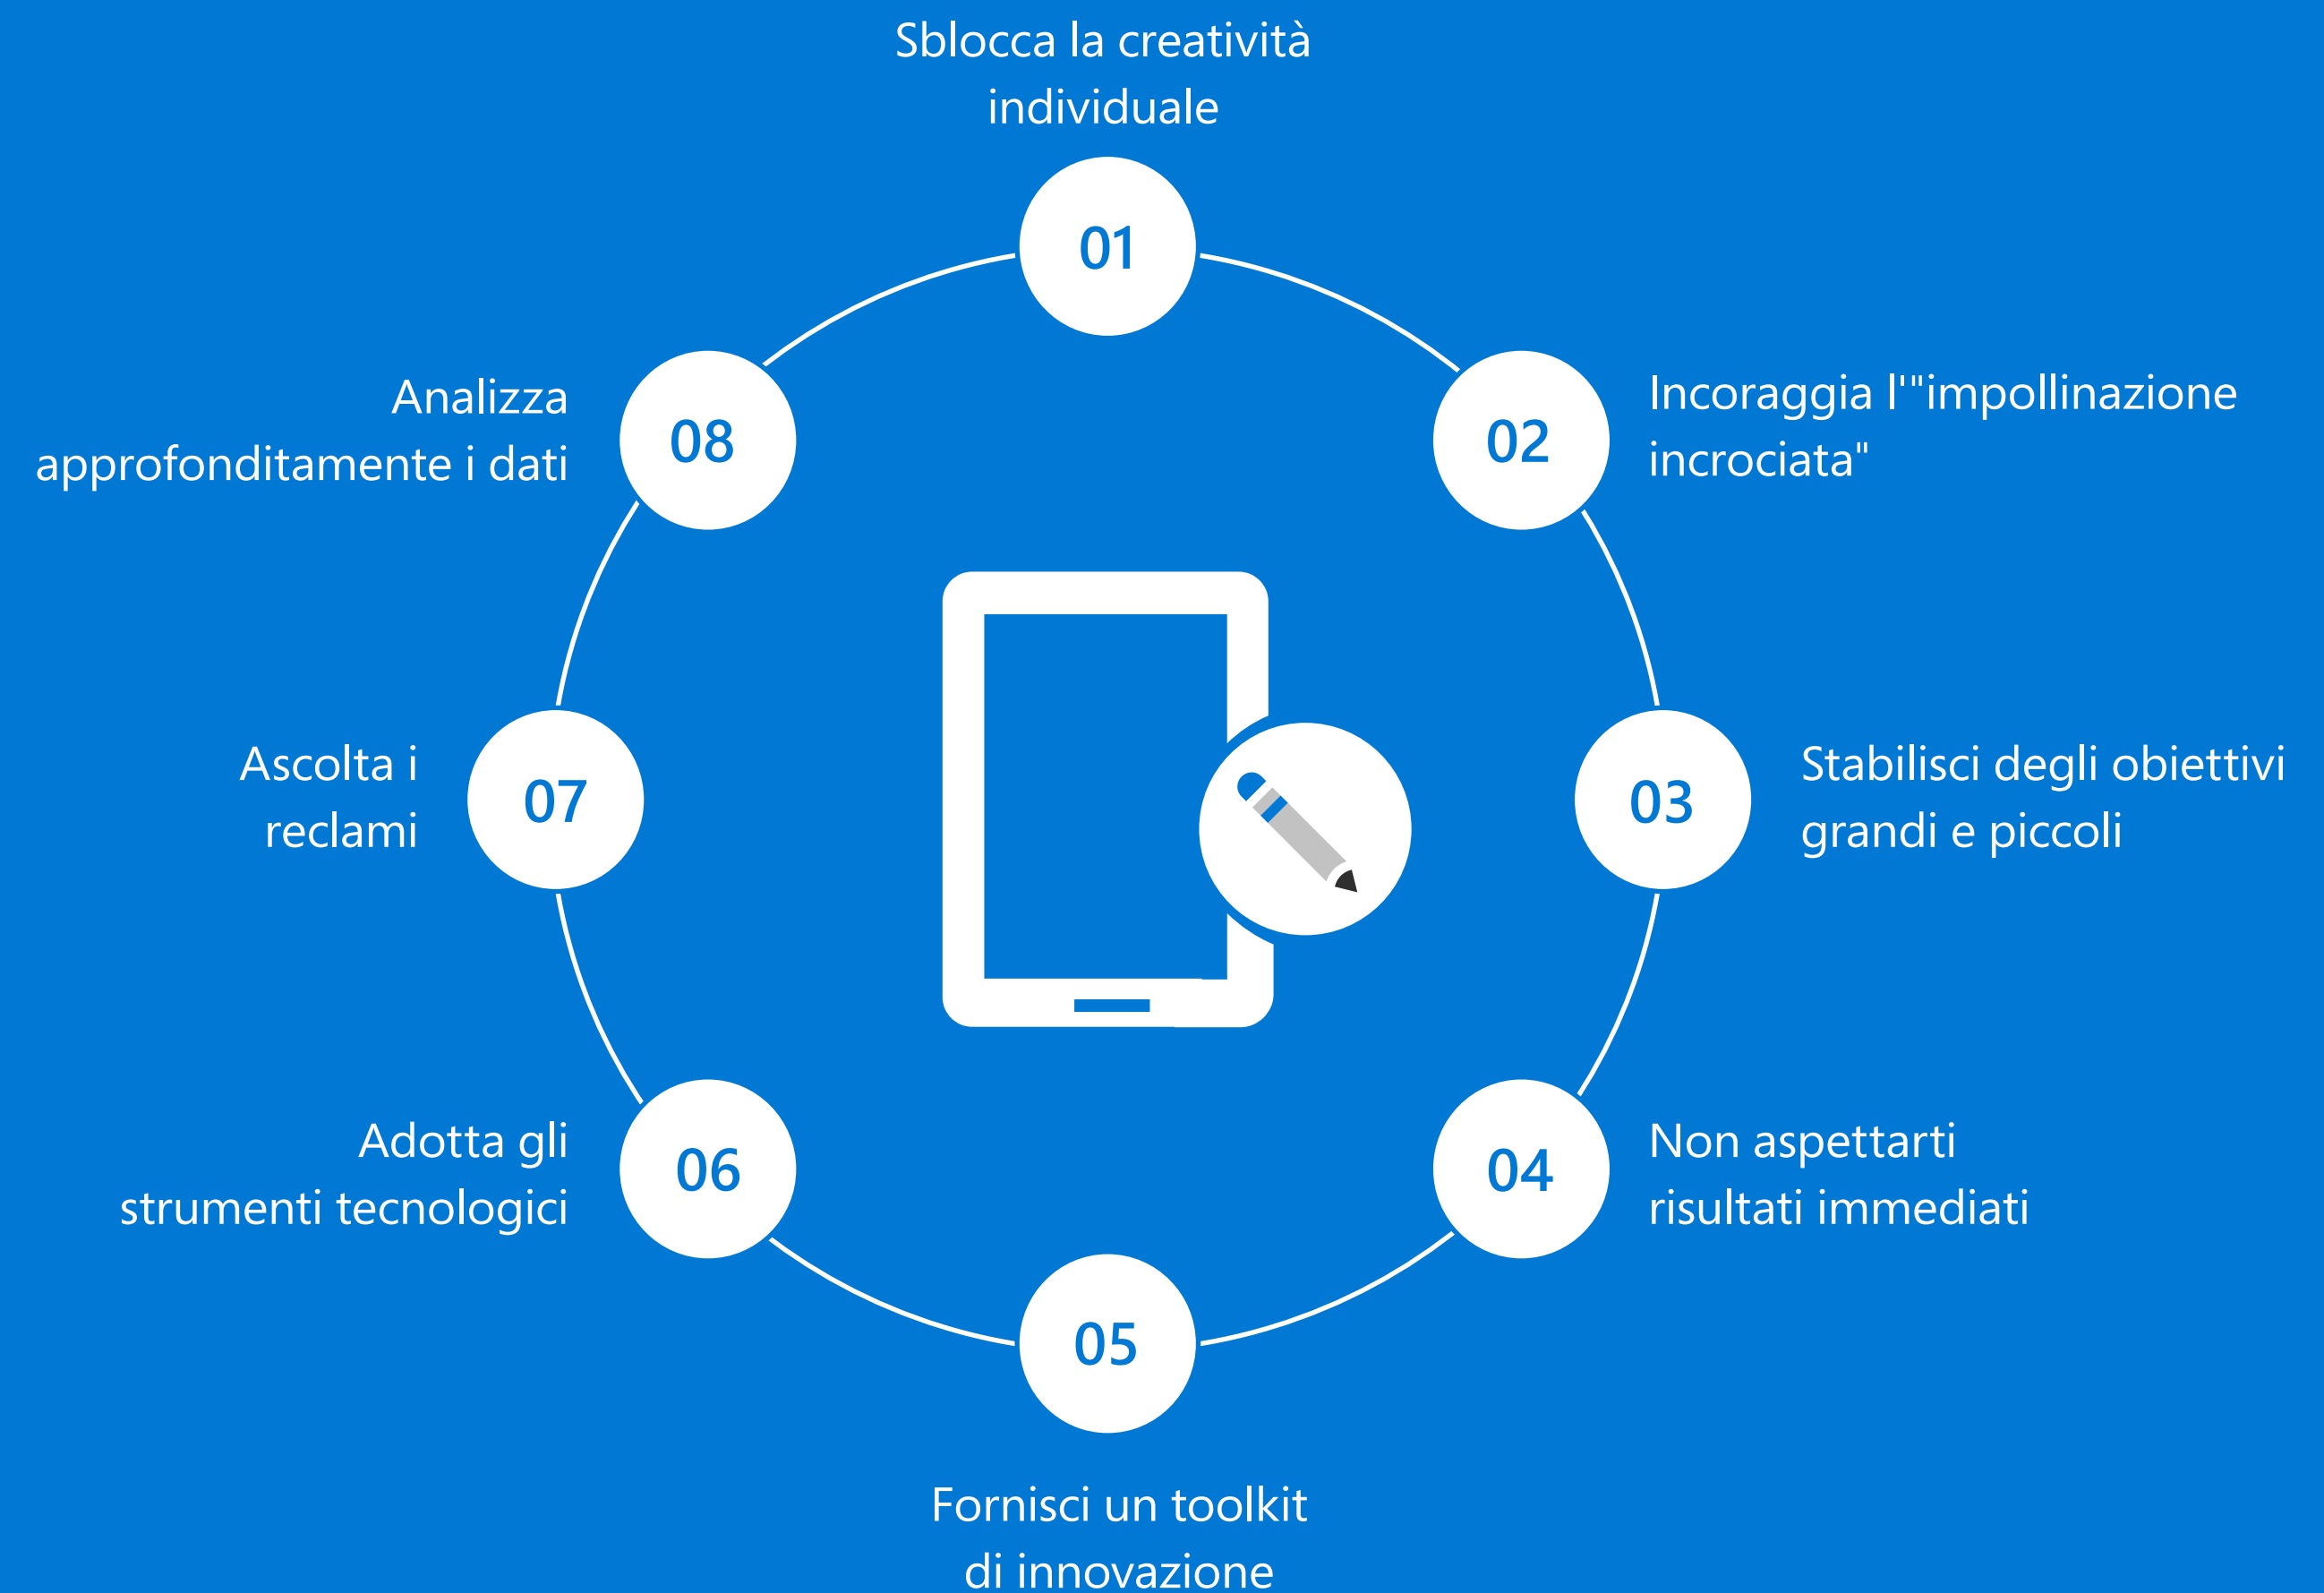 Sblocca la creatività
individuale
01
02
Incoraggia l'"impollinazione
incrociata"
03
Stabilisci degli obiettivi
grandi e piccoli
04
Non aspettarti
risultati immediati
05
Fornisci un toolkit
di innovazione
06
Adotta gli
strumenti tecnologici
07
Ascolta i
reclami
08
Analizza
approfonditamente i dati